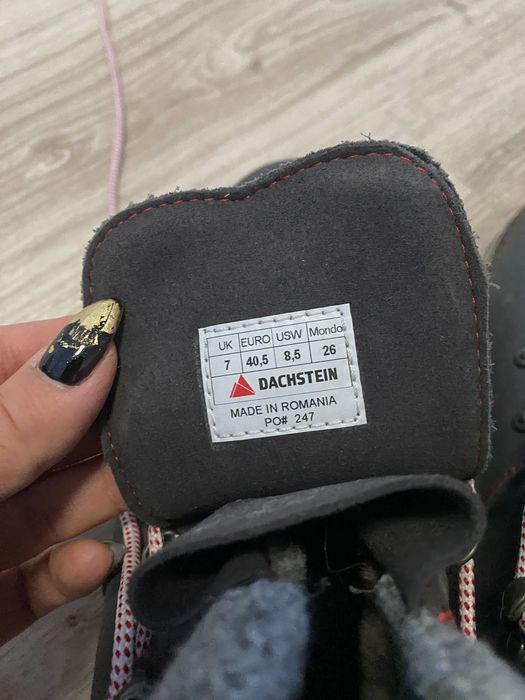 UK EURO USW Mondo
7 40,5 8,5 26
DACHSTEIN
MADE IN ROMANIA
PO# 247